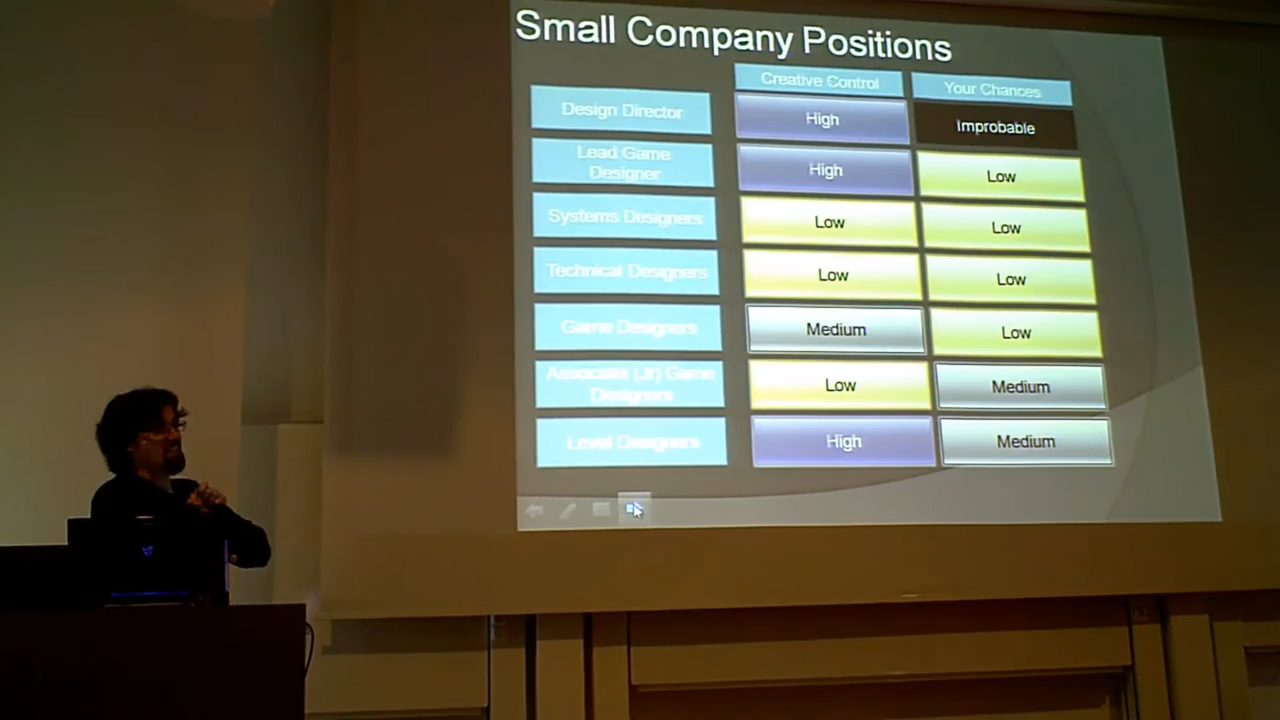 Small Company Positions
Creative Control
Your Chances
Design Director
High
Improbable
Lead Game
Designer
High
Low
Systems Designers
Low
Low
Technical Designers
Low
Low
Game Designers
Medium
Low
Associate (Jr) Game
Designers
Low
Medium
Level Designers
High
Medium